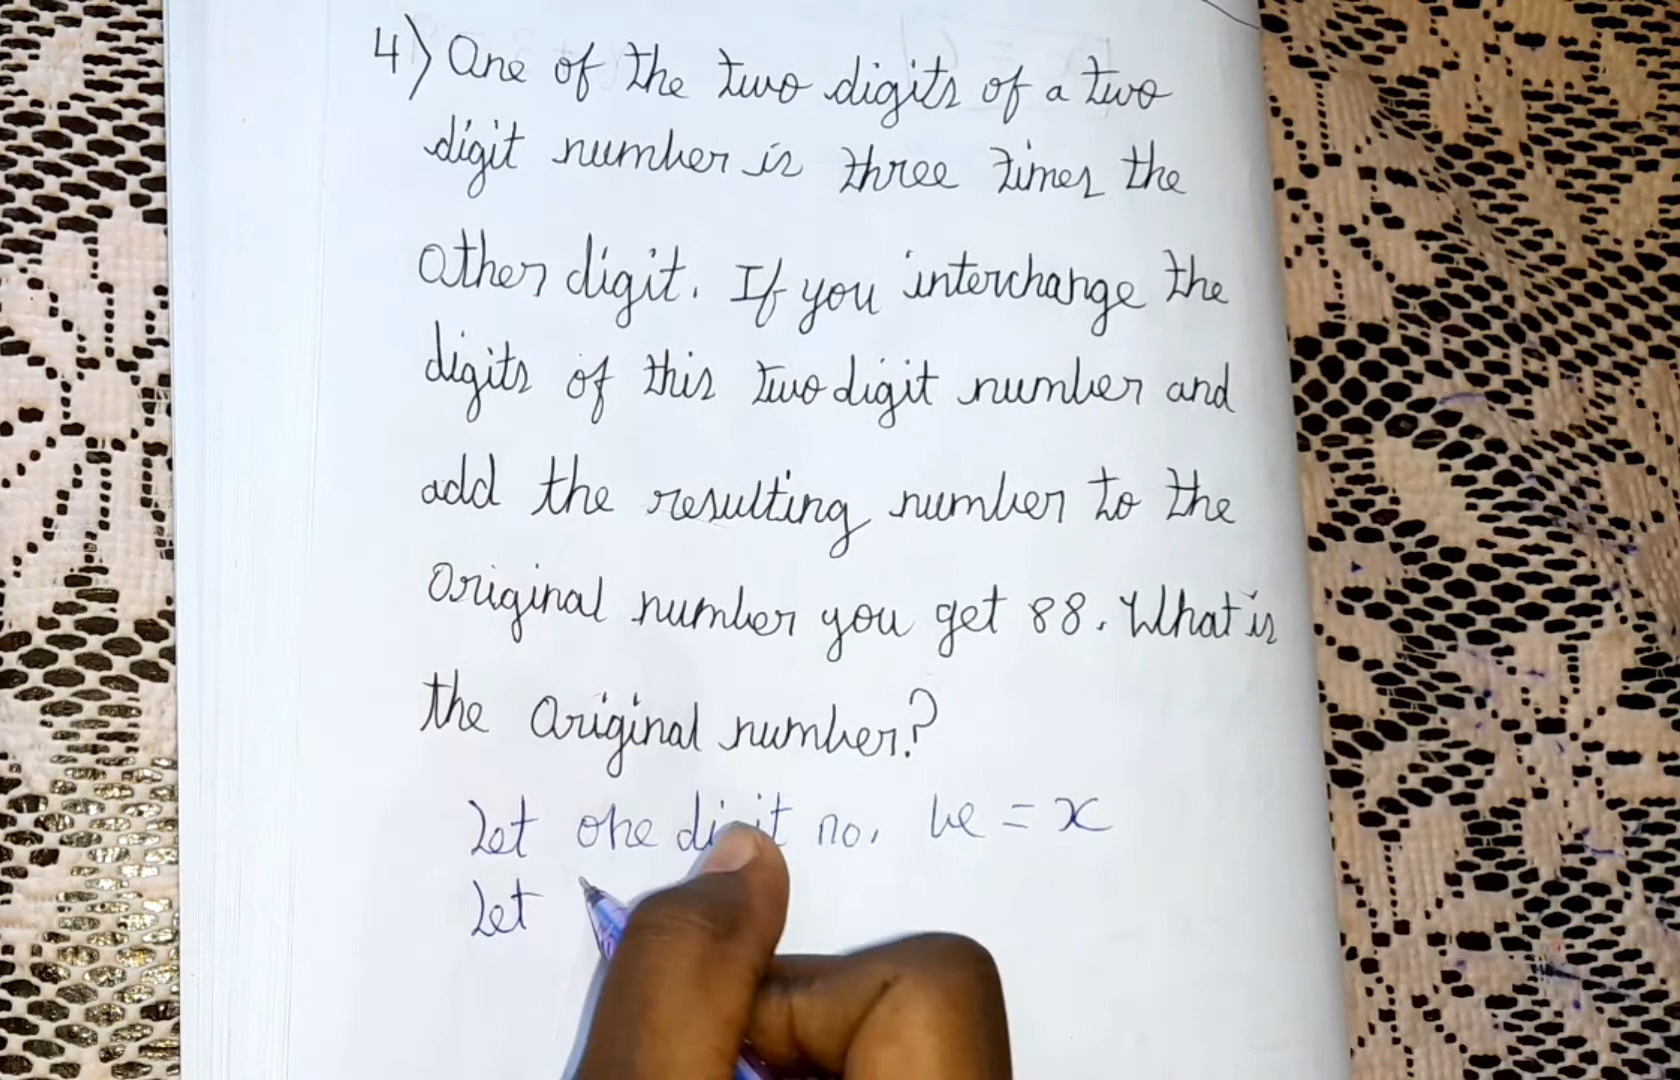 4) One of the two digits of a two
digit number is three times the
other digit. If you interchange the
digits of this two digit number and
add the resulting number to the
original number you get 88. What is
the original number?
Let one digit no. be = x
Let